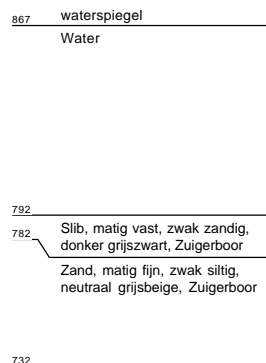 867 waterspiegel
Water
792
Slib, matig vast, zwak zandig,
782
donker grijszwart, Zuigerboor
Zand, matig fijn, zwak siltig,
neutraal grijsbeige, Zuigerboor
732